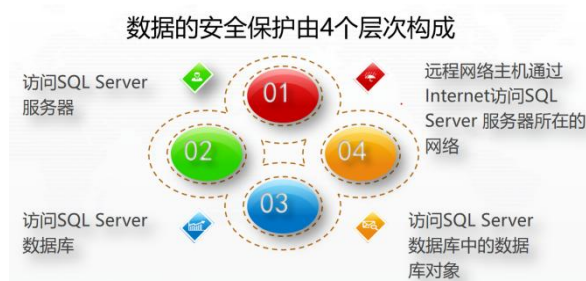 数据的安全保护由4个层次构成
访问SQL Server
服务器
01
远程网络主机通过
Internet访问SQL
Server 服务器所在的
网络
02
04
03
访问SQL Server
数据库
访问SQL Server
数据库中的数据
库对象